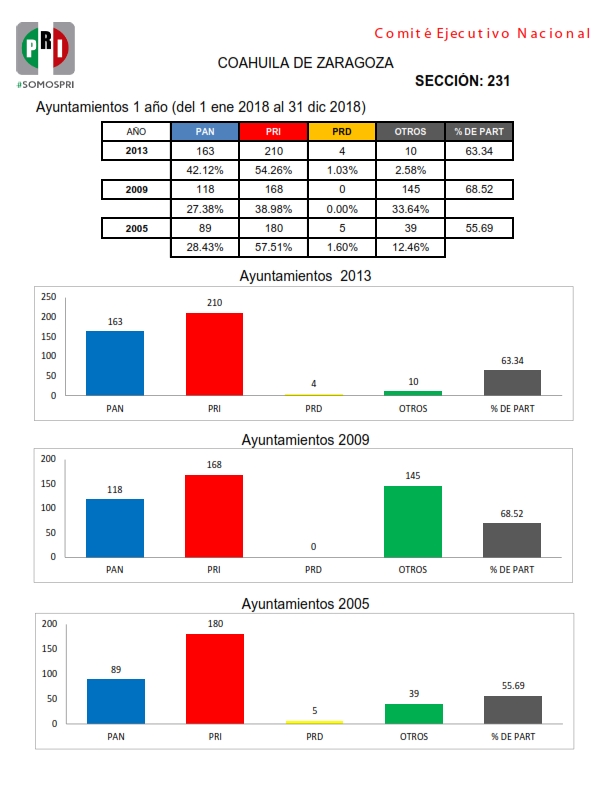 Comité Ejecutivo Nacional
PRI
#SOMOSPRI
COAHUILA DE ZARAGOZA
SECCIÓN: 231
Ayuntamientos 1 año (del 1 ene 2018 al 31 dic 2018)
AÑO PAN PRI PRD OTROS % DE PART
2013 163 210 4 10 63.34
42.12% 54.26% 1.03% 2.58%
2009 118 168 0 145 68.52
27.38% 38.98% 0.00% 33.64%
2005 89 180 5 39 55.69
28.43% 57.51% 1.60% 12.46%
Ayuntamientos 2013
250
200
150
100
50
0
163
210
4
10
63.34
PAN PRI PRD OTROS % DE PART
Ayuntamientos 2009
200
150
100
50
0
118
168
0
145
68.52
PAN PRI PRD OTROS % DE PART
Ayuntamientos 2005
200
150
100
50
0
89
180
5
39
55.69
PAN PRI PRD OTROS % DE PART